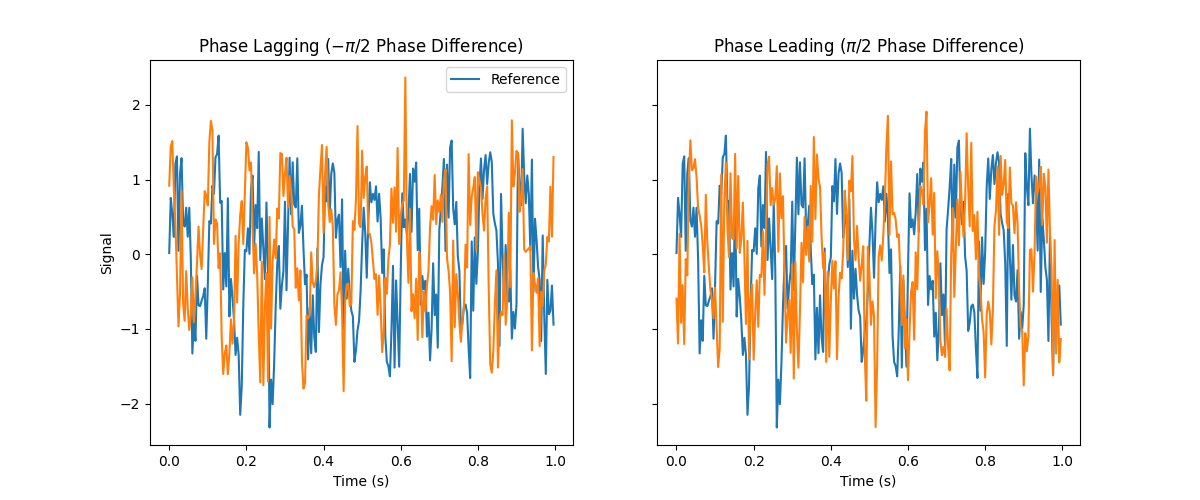 Phase Lagging (−π/2 Phase Difference)
Reference
2
1
0
−1
−2
Signal
0.0 0.2 0.4 0.6 0.8 1.0
Time (s)
Phase Leading (π/2 Phase Difference)
0.0 0.2 0.4 0.6 0.8 1.0
Time (s)